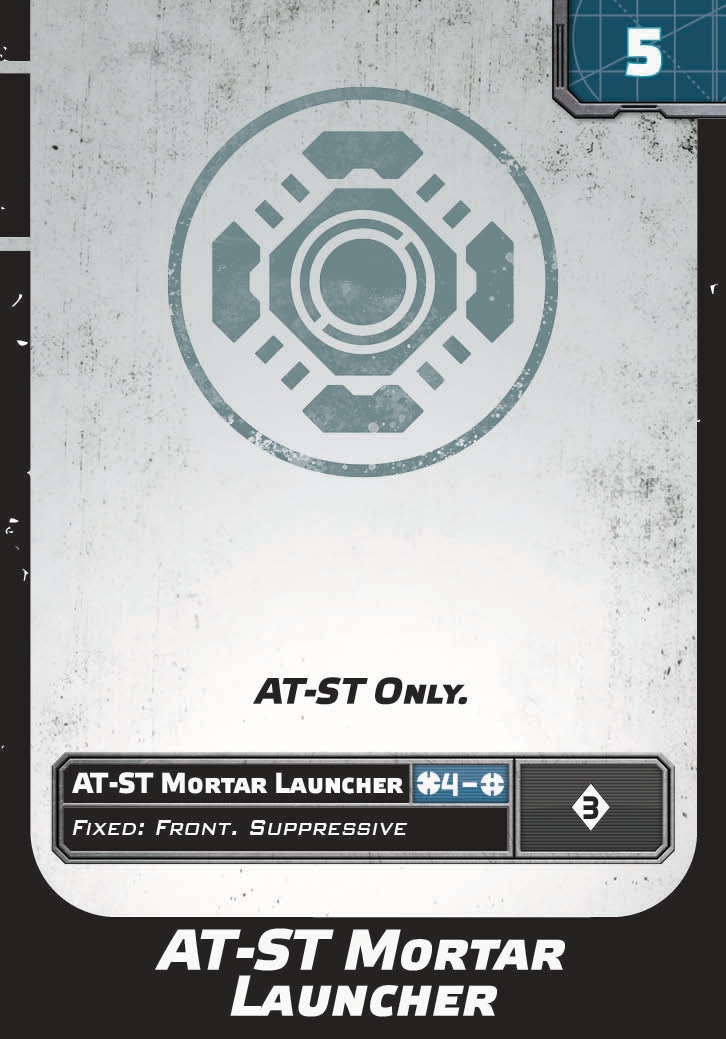 5
AT-ST Only.
AT-ST Mortar Launcher 4-
3
Fixed: Front. Suppressive
AT-ST Mortar
Launcher